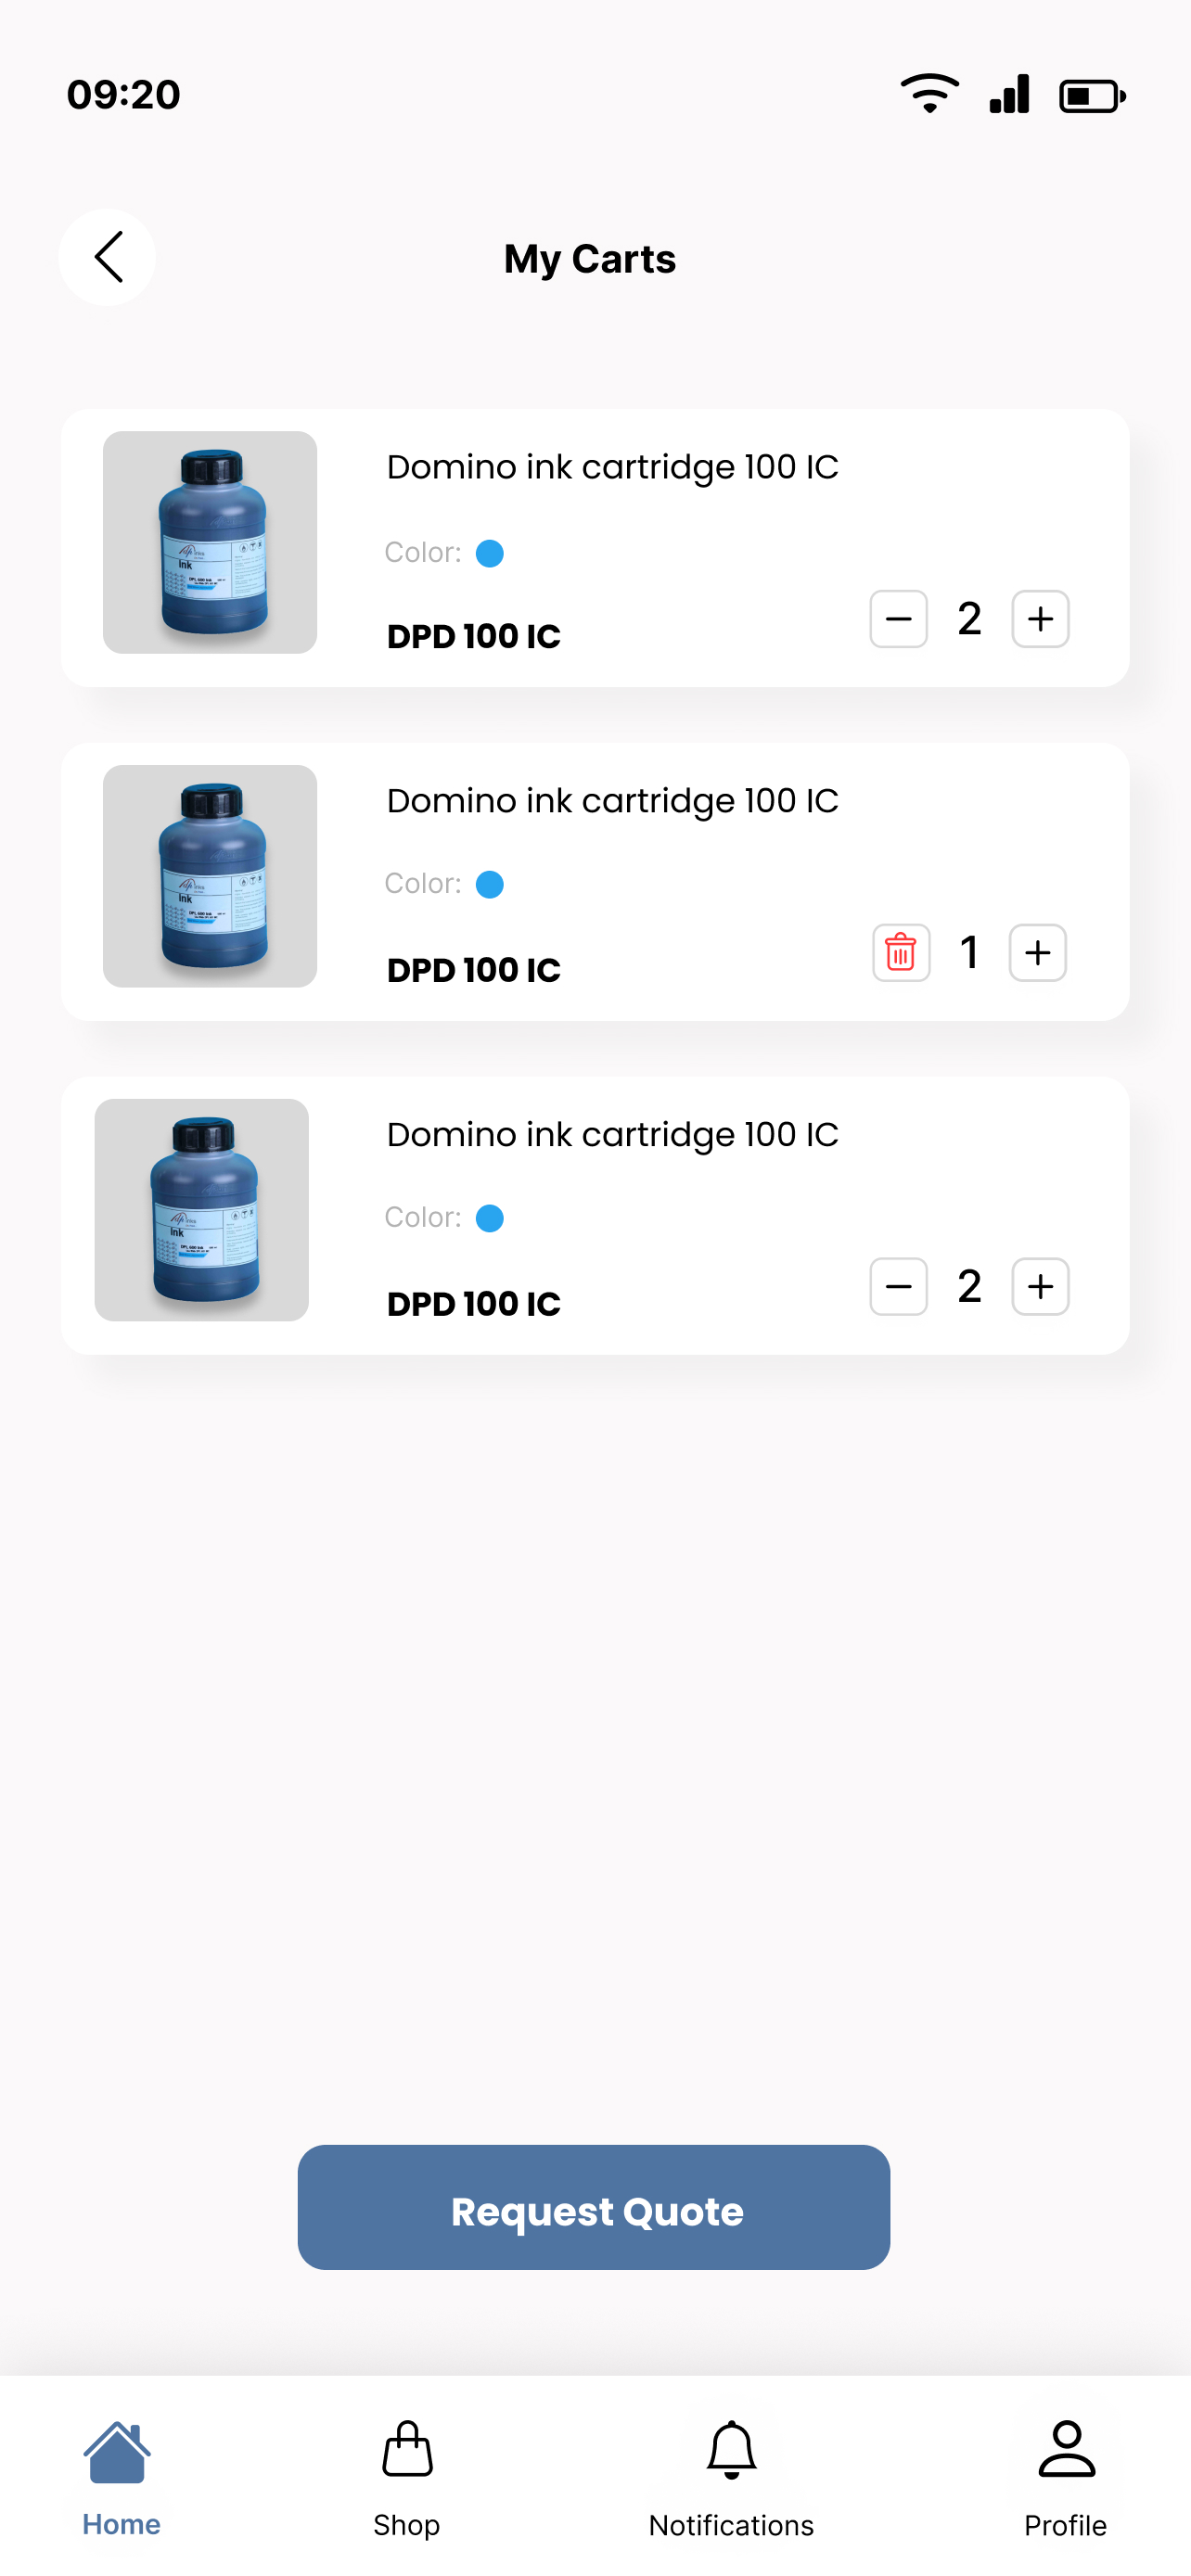 09:20
My Carts
Domino ink cartridge 100 IC
Color:
DPD 100 IC
2
Domino ink cartridge 100 IC
Color:
DPD 100 IC
1
Domino ink cartridge 100 IC
Color:
DPD 100 IC
2
Request Quote
Home
Shop
Notifications
Profile